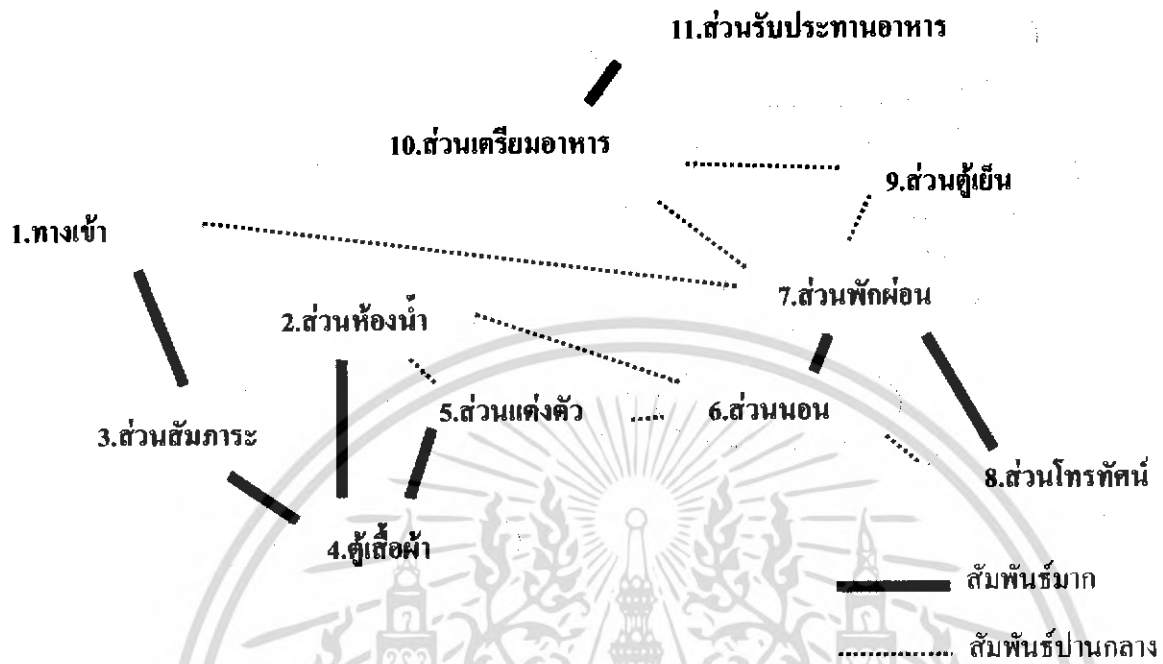 11.ส่วนรับประทานอาหาร
10.ส่วนเตรียมอาหาร
9.ส่วนตู้เย็น
1.ทางเข้า
7.ส่วนพักผ่อน
2.ส่วนห้องน้ำ
5.ส่วนแต่งตัว
6.ส่วนนอน
3.ส่วนสัมภาระ
8.ส่วนโทรทัศน์
4.ตู้เสื้อผ้า
สัมพันธ์มาก
สัมพันธ์ปานกลาง